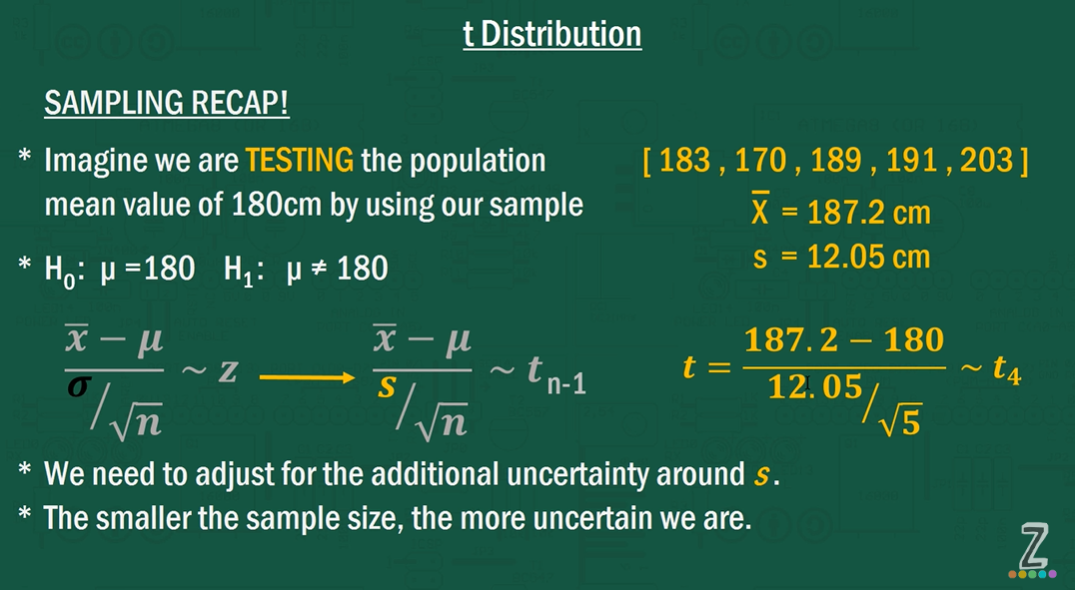 t Distribution
SAMPLING RECAP!
* Imagine we are TESTING the population
mean value of 180cm by using our sample
* H₀: μ =180 H₁: μ ≠ 180
[ 183 , 170 , 189 , 191 , 203 ]
x̄ = 187.2 cm
s = 12.05 cm
x̄ − μ / σ/√n ~ z → x̄ − μ / s/√n ~ t n-1
t = 187.2 − 180 / 12.05/√5 ~ t₄
* We need to adjust for the additional uncertainty around s.
* The smaller the sample size, the more uncertain we are.
Z